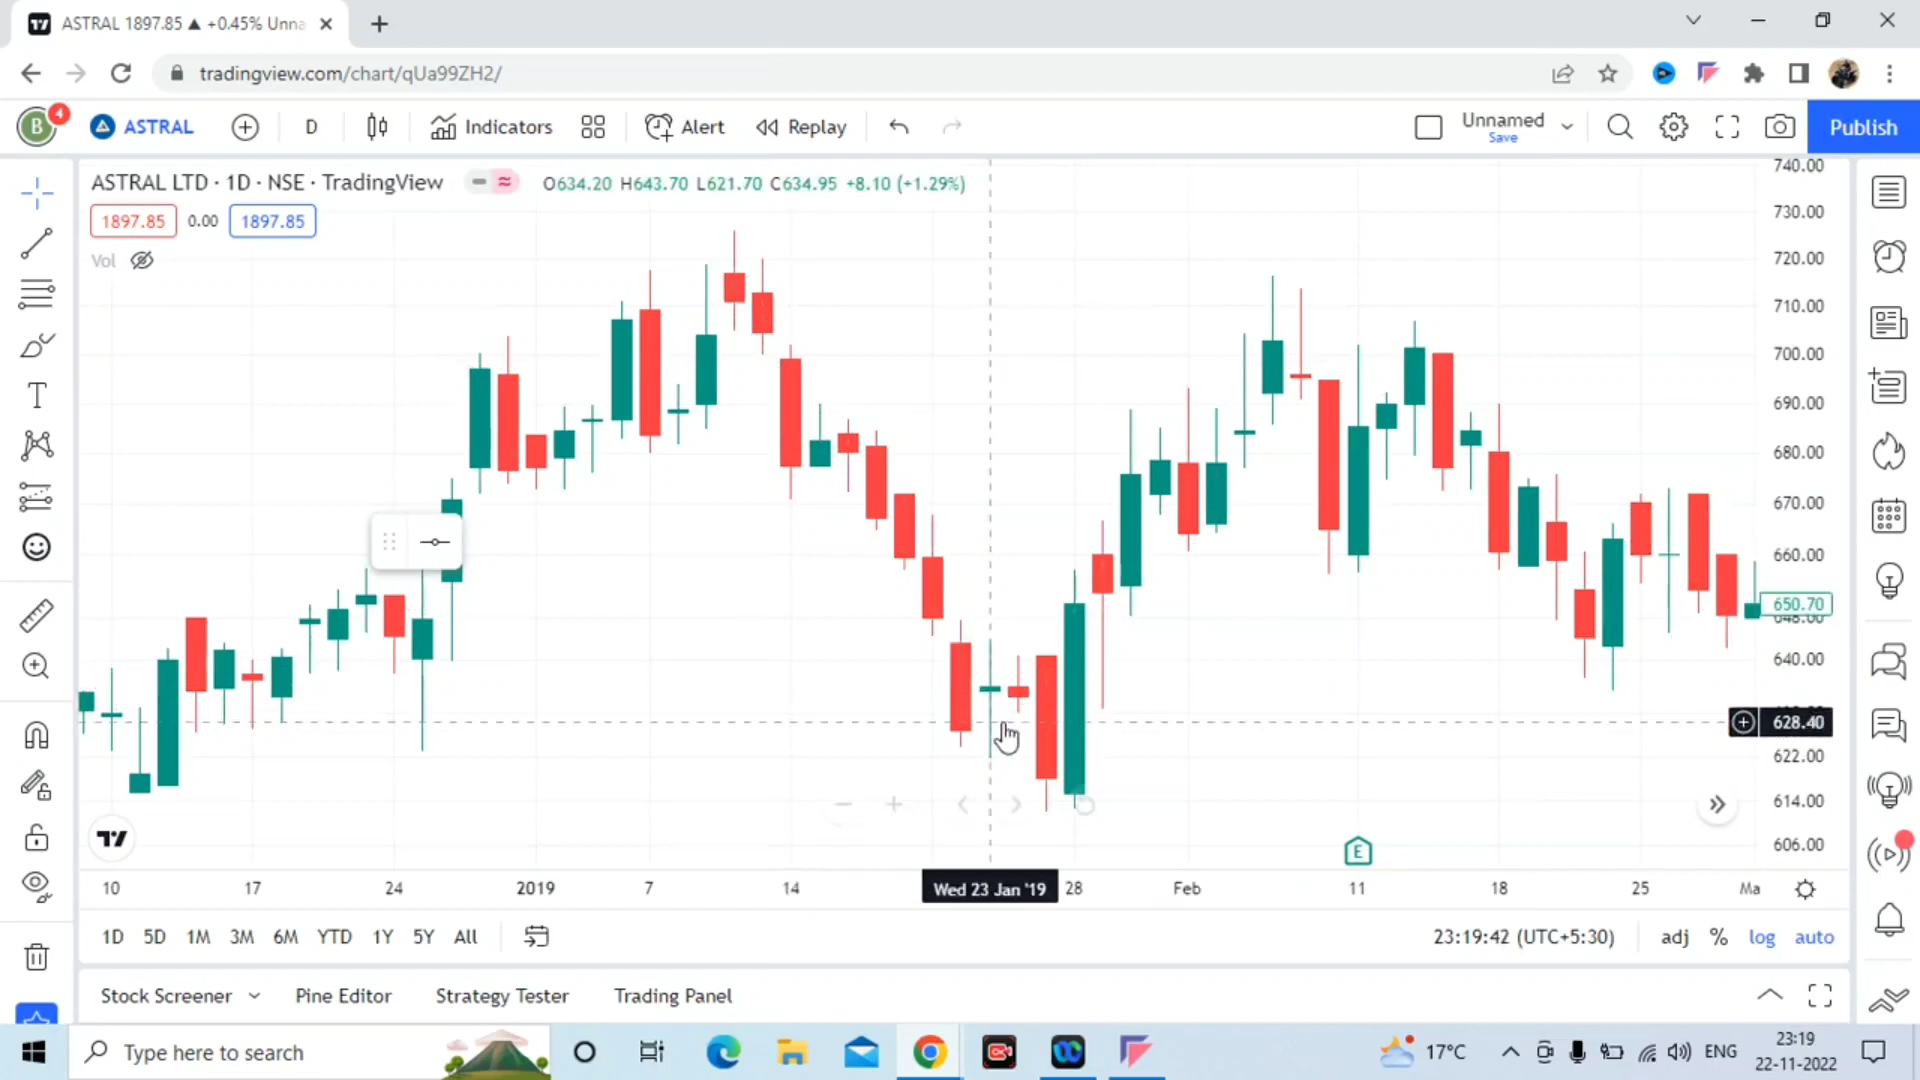 ASTRAL 1897.85 ▲ +0.45% Unna
tradingview.com/chart/qUa99ZH2/
B
4
ASTRAL
D
Indicators
Alert
Replay
Unnamed
Save
Publish
ASTRAL LTD · 1D · NSE · TradingView
O634.20 H643.70 L621.70 C634.95 +8.10 (+1.29%)
1897.85 0.00 1897.85
Vol
740.00
730.00
720.00
710.00
700.00
690.00
680.00
670.00
660.00
650.70
648.00
640.00
628.40
622.00
614.00
606.00
E
10 17 24 2019 7 14 Wed 23 Jan '19 28 Feb 11 18 25 Ma
1D 5D 1M 3M 6M YTD 1Y 5Y All
23:19:42 (UTC+5:30) adj % log auto
Stock Screener Pine Editor Strategy Tester Trading Panel
Type here to search
17°C
ENG
23:19
22-11-2022